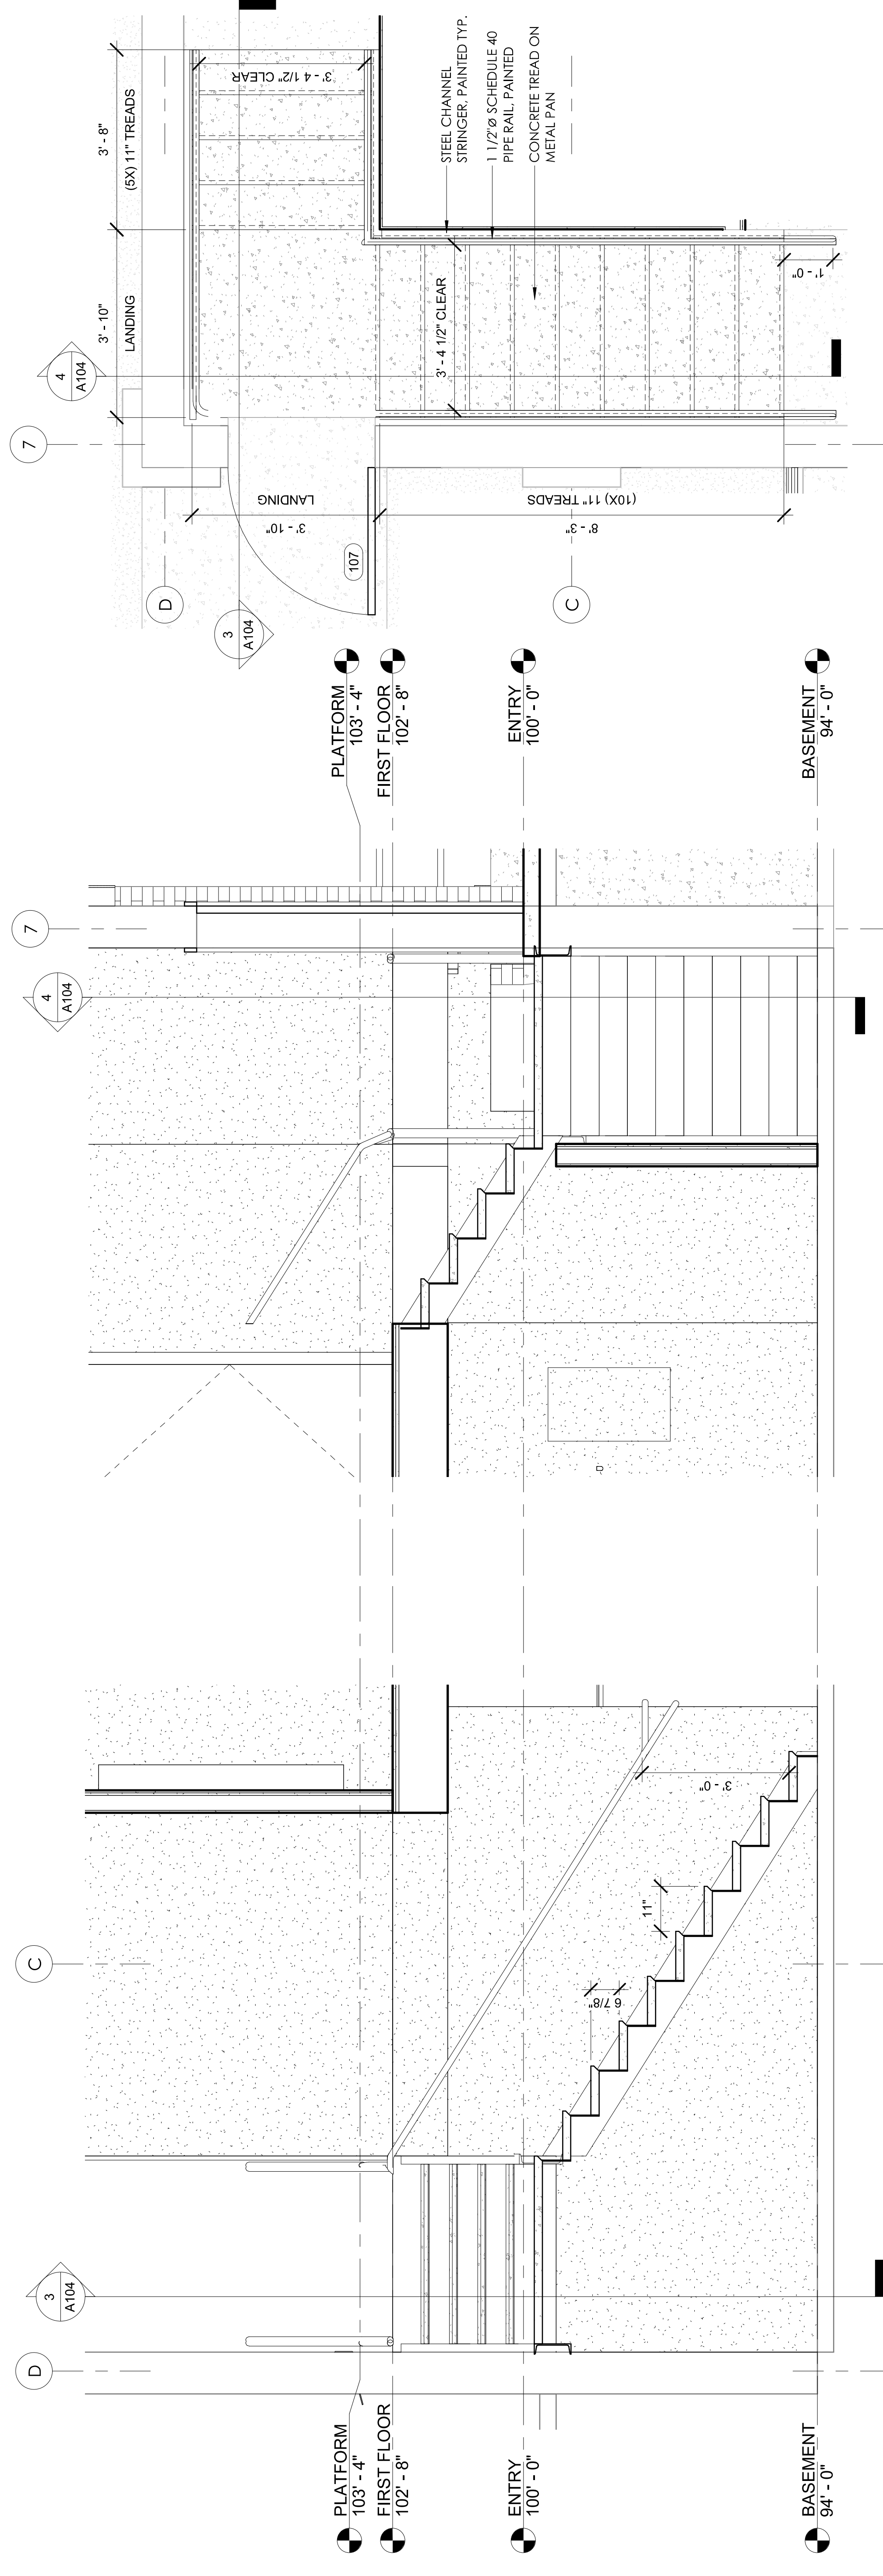 3' - 10"
LANDING
3' - 8"
(5X) 11" TREADS
4
A104
7
D
3
A104
3' - 4 1/2" CLEAR
3' - 10"
LANDING
107
STEEL CHANNEL
STRINGER, PAINTED TYP.
1 1/2"Ø SCHEDULE 40
PIPE RAIL, PAINTED
CONCRETE TREAD ON
METAL PAN
3' - 4 1/2" CLEAR
8' - 3"
(10X) 11" TREADS
C
1' - 0"
7
4
A104
PLATFORM
103' - 4"
FIRST FLOOR
102' - 8"
ENTRY
100' - 0"
BASEMENT
94' - 0"
D
3
A104
C
6 7/8"
11"
3' - 0"
PLATFORM
103' - 4"
FIRST FLOOR
102' - 8"
ENTRY
100' - 0"
BASEMENT
94' - 0"